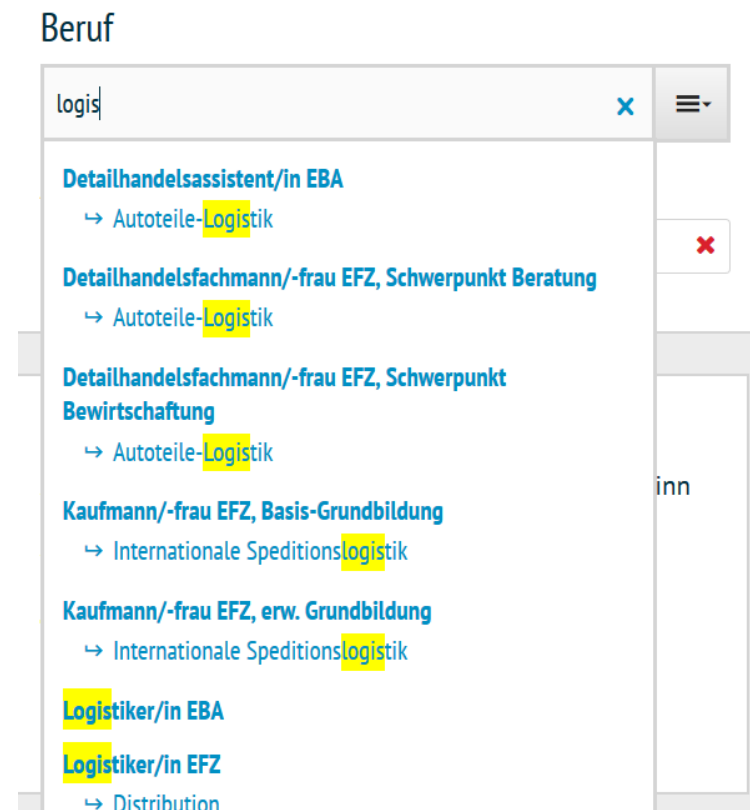 Beruf
logis
Detailhandelsassistent/in EBA
↪ Autoteile-Logistik
Detailhandelsfachmann/-frau EFZ, Schwerpunkt Beratung
↪ Autoteile-Logistik
Detailhandelsfachmann/-frau EFZ, Schwerpunkt
Bewirtschaftung
↪ Autoteile-Logistik
inn
Kaufmann/-frau EFZ, Basis-Grundbildung
↪ Internationale Speditionslogistik
Kaufmann/-frau EFZ, erw. Grundbildung
↪ Internationale Speditionslogistik
Logistiker/in EBA
Logistiker/in EFZ
↪ Distribution